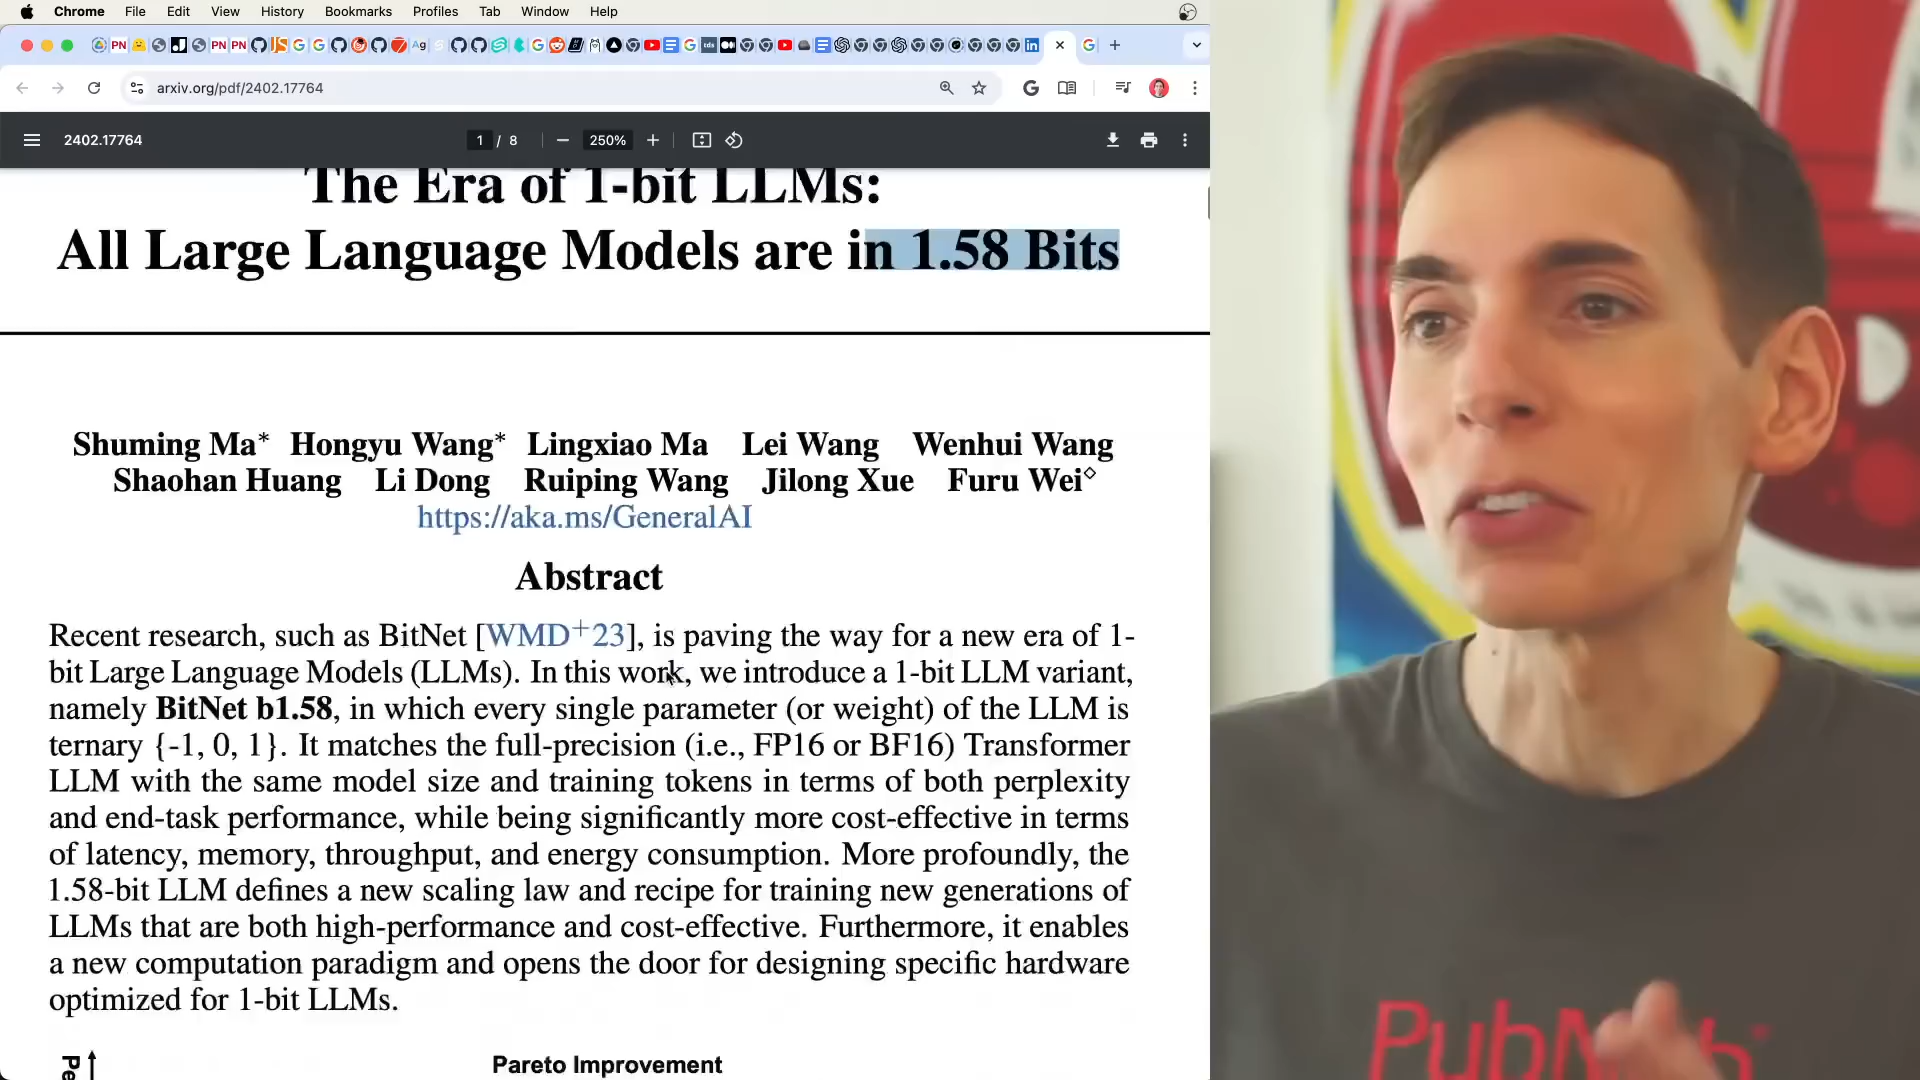 Chrome File Edit View History Bookmarks Profiles Tab Window Help
arxiv.org/pdf/2402.17764
2402.17764
1 / 8
250%
The Era of 1-bit LLMs:
All Large Language Models are in 1.58 Bits
Shuming Ma* Hongyu Wang* Lingxiao Ma Lei Wang Wenhui Wang
Shaohan Huang Li Dong Ruiping Wang Jilong Xue Furu Wei◇
https://aka.ms/GeneralAI
Abstract
Recent research, such as BitNet [WMD+23], is paving the way for a new era of 1-
bit Large Language Models (LLMs). In this work, we introduce a 1-bit LLM variant,
namely BitNet b1.58, in which every single parameter (or weight) of the LLM is
ternary {-1, 0, 1}. It matches the full-precision (i.e., FP16 or BF16) Transformer
LLM with the same model size and training tokens in terms of both perplexity
and end-task performance, while being significantly more cost-effective in terms
of latency, memory, throughput, and energy consumption. More profoundly, the
1.58-bit LLM defines a new scaling law and recipe for training new generations of
LLMs that are both high-performance and cost-effective. Furthermore, it enables
a new computation paradigm and opens the door for designing specific hardware
optimized for 1-bit LLMs.
Pareto Improvement